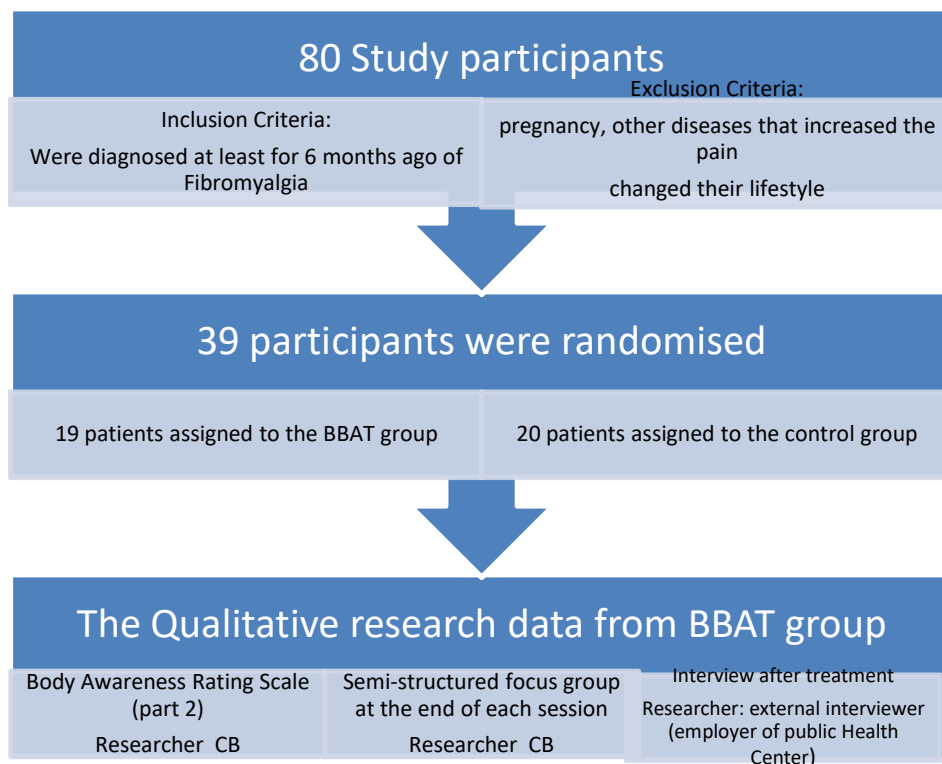 80 Study participants
Inclusion Criteria:
Were diagnosed at least for 6 months ago of
Fibromyalgia
Exclusion Criteria:
pregnancy, other diseases that increased the
pain
changed their lifestyle
39 participants were randomised
19 patients assigned to the BBAT group
20 patients assigned to the control group
The Qualitative research data from BBAT group
Body Awareness Rating Scale
(part 2)
Researcher CB
Semi-structured focus group
at the end of each session
Researcher CB
Interview after treatment
Researcher: external interviewer
(employer of public Health
Center)